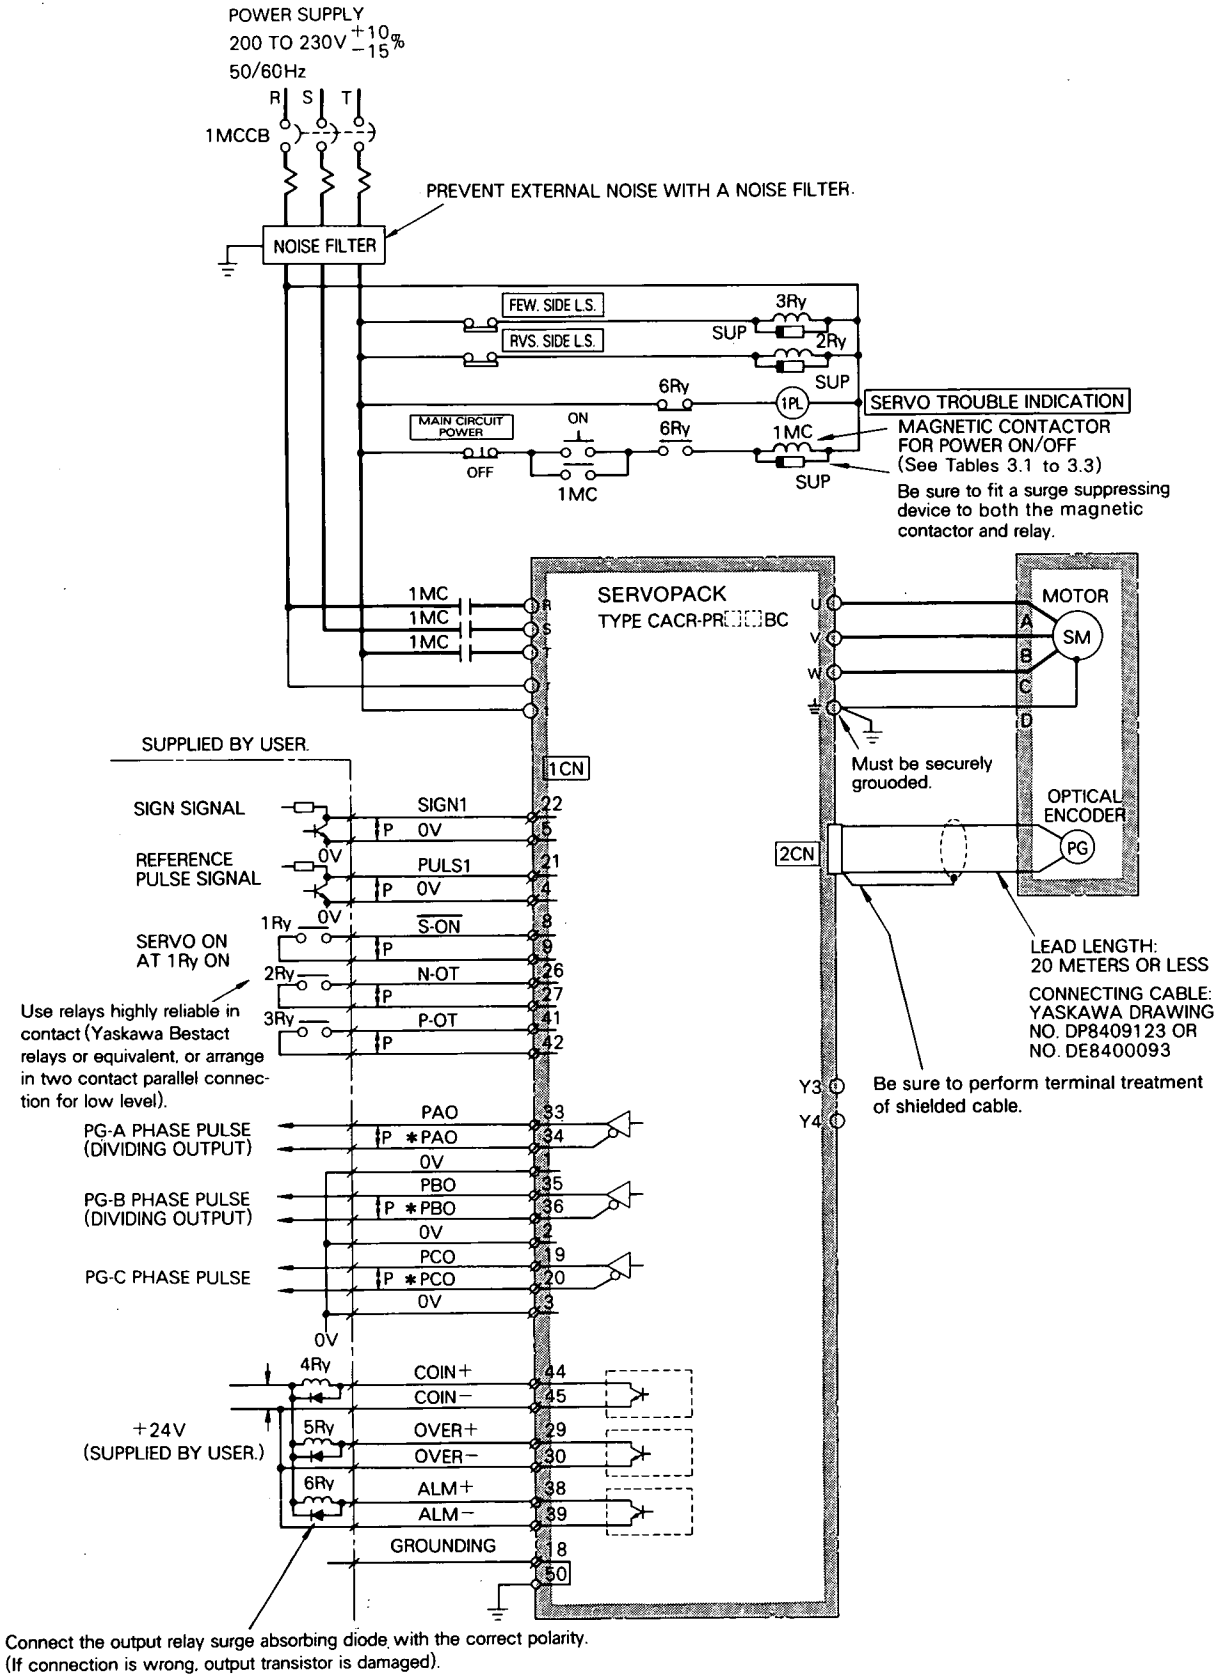 POWER SUPPLY
200 TO 230V +10 −15 %
50/60Hz
R S T
1MCCB
PREVENT EXTERNAL NOISE WITH A NOISE FILTER.
NOISE FILTER
FEW. SIDE L.S.
3Ry
SUP
RVS. SIDE L.S.
2Ry
SUP
6Ry
1PL
SERVO TROUBLE INDICATION
MAIN CIRCUIT
POWER
OFF
ON
1MC
6Ry
1MC
SUP
MAGNETIC CONTACTOR
FOR POWER ON/OFF
(See Tables 3.1 to 3.3)
Be sure to fit a surge suppressing
device to both the magnetic
contactor and relay.
1MC
R
1MC
S
1MC
T
r
t
SERVOPACK
TYPE CACR-PR BC
U
V
W
A
B
C
D
MOTOR
SM
Must be securely
grouoded.
SUPPLIED BY USER.
1CN
SIGN SIGNAL
SIGN1
22
P
0V
5
0V
REFERENCE
PULSE SIGNAL
PULS1
21
P
0V
4
0V
OPTICAL
ENCODER
PG
2CN
SERVO ON
AT 1Ry ON
1Ry
S-ON
8
P
9
2Ry
N-OT
26
P
27
3Ry
P-OT
41
P
42
Use relays highly reliable in
contact (Yaskawa Bestact
relays or equivalent, or arrange
in two contact parallel connec-
tion for low level).
LEAD LENGTH:
20 METERS OR LESS
CONNECTING CABLE:
YASKAWA DRAWING
NO. DP8409123 OR
NO. DE8400093
Y3
Y4
Be sure to perform terminal treatment
of shielded cable.
PG-A PHASE PULSE
(DIVIDING OUTPUT)
PAO
33
P
*PAO
34
0V
1
PG-B PHASE PULSE
(DIVIDING OUTPUT)
PBO
35
P
*PBO
36
0V
2
PG-C PHASE PULSE
PCO
19
P
*PCO
20
0V
3
0V
4Ry
COIN+
44
COIN−
45
+24V
(SUPPLIED BY USER.)
5Ry
OVER+
29
OVER−
30
6Ry
ALM+
38
ALM−
39
GROUNDING
18
50
Connect the output relay surge absorbing diode with the correct polarity.
(If connection is wrong, output transistor is damaged).